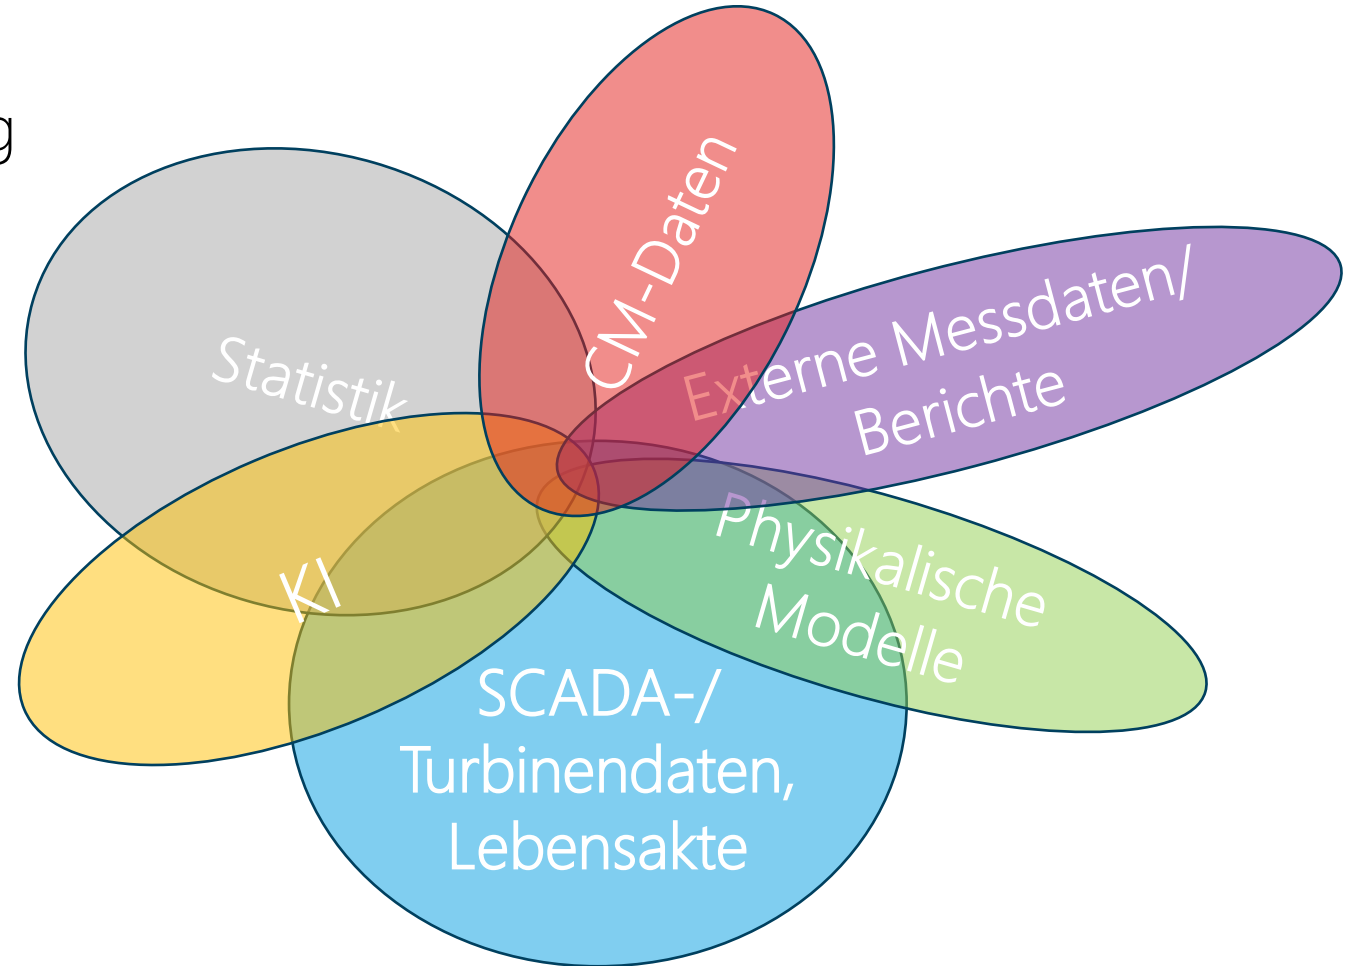 g
CM-Daten
Statistik
Externe Messdaten/
Berichte
Physikalische
Modelle
KI
SCADA-/
Turbinendaten,
Lebensakte